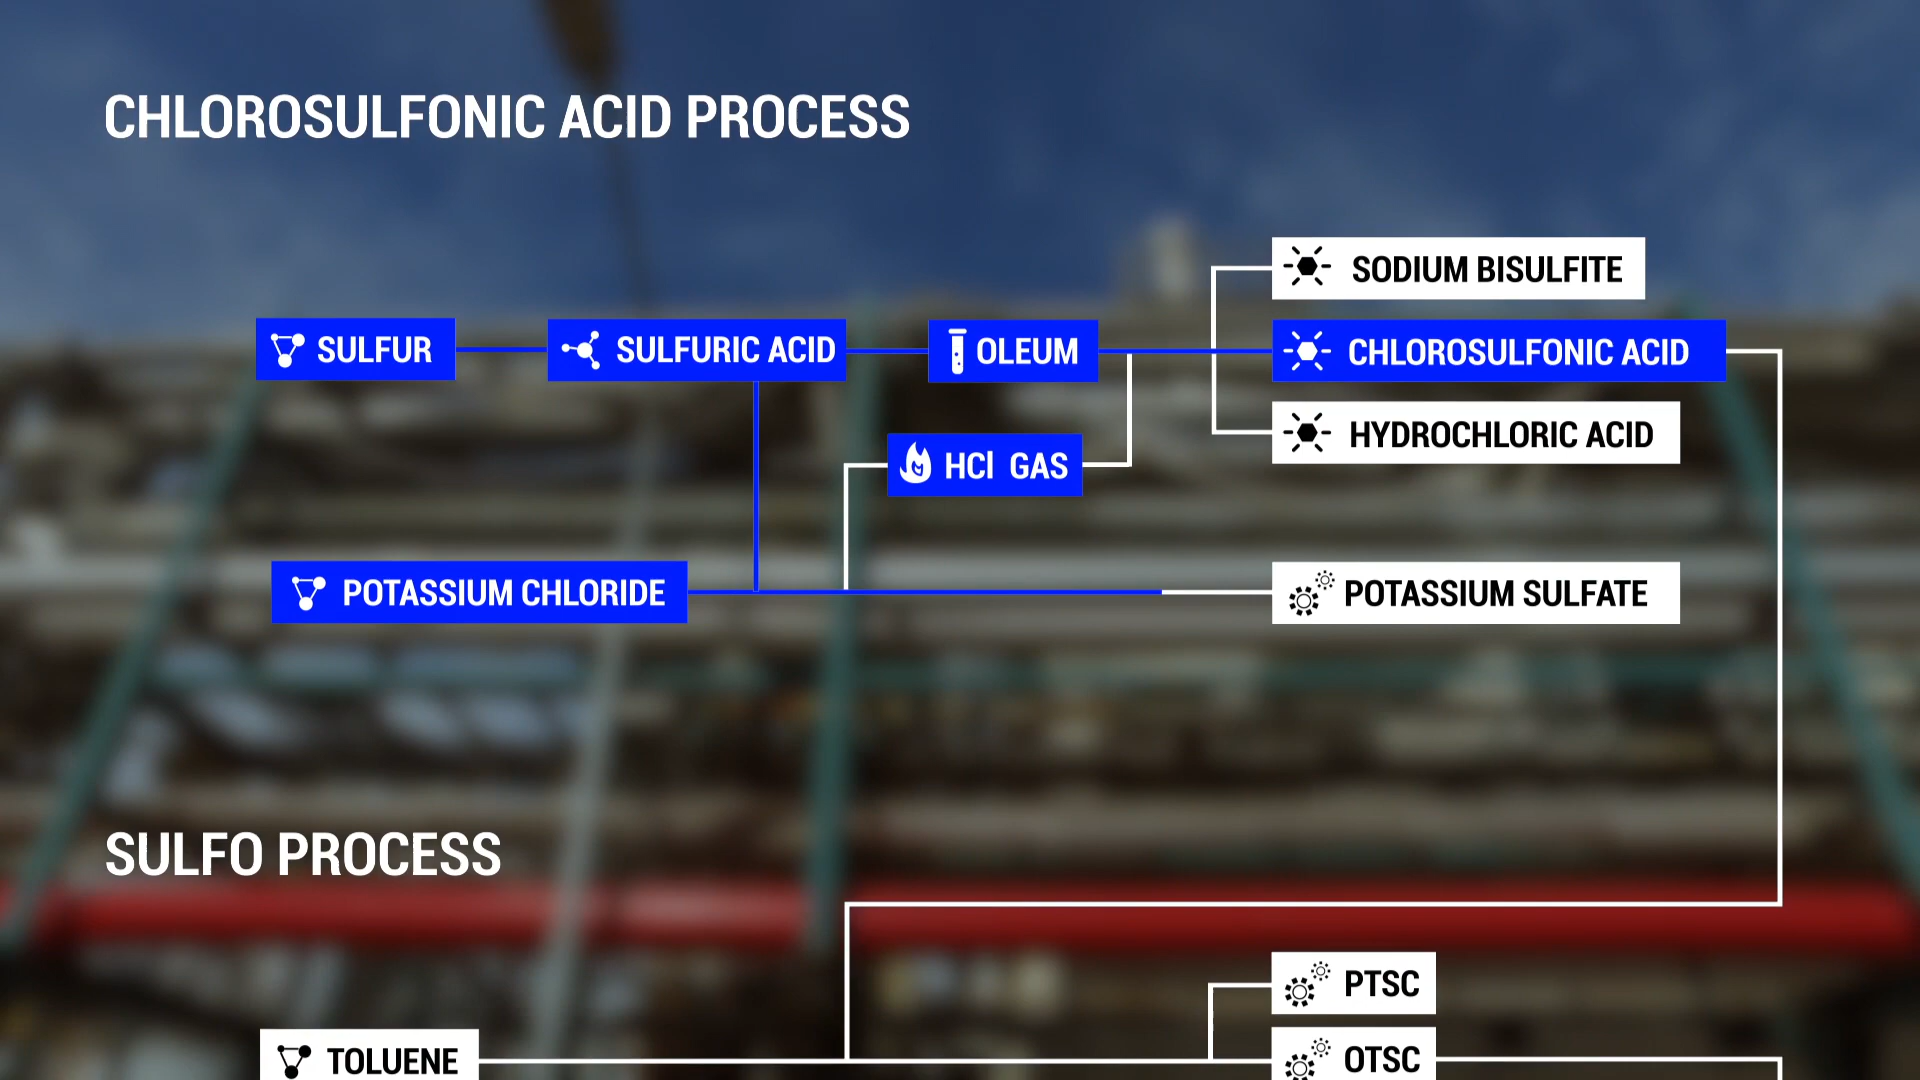 CHLOROSULFONIC ACID PROCESS
SODIUM BISULFITE
SULFUR
SULFURIC ACID
OLEUM
CHLOROSULFONIC ACID
HYDROCHLORIC ACID
HCl GAS
POTASSIUM CHLORIDE
POTASSIUM SULFATE
SULFO PROCESS
PTSC
TOLUENE
OTSC